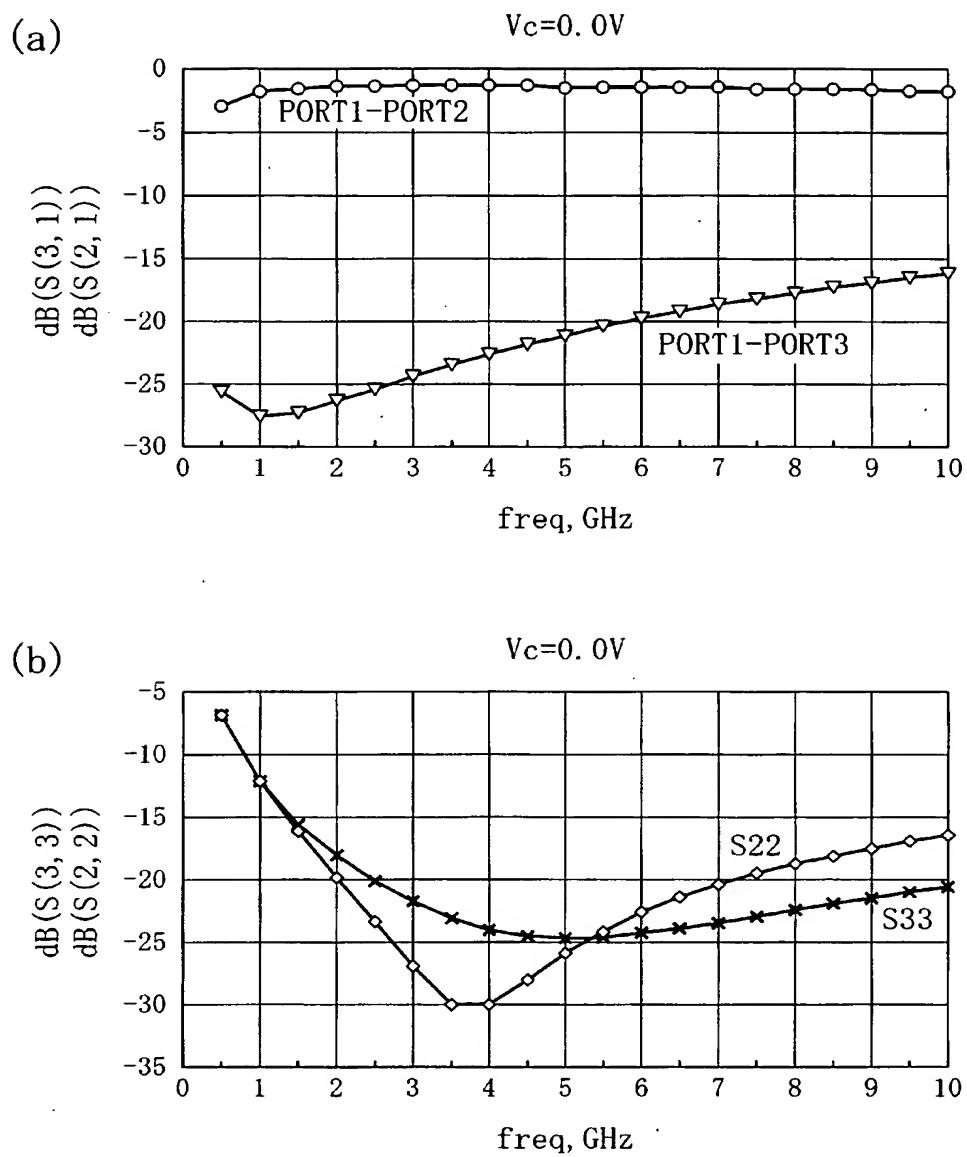 (a)
Vc=0.0V
0
-5
-10
-15
-20
-25
-30
dB(S(3,1))
dB(S(2,1))
PORT1-PORT2
PORT1-PORT3
0 1 2 3 4 5 6 7 8 9 10
freq,GHz
(b)
Vc=0.0V
-5
-10
-15
-20
-25
-30
-35
dB(S(3,3))
dB(S(2,2))
S22
S33
0 1 2 3 4 5 6 7 8 9 10
freq,GHz